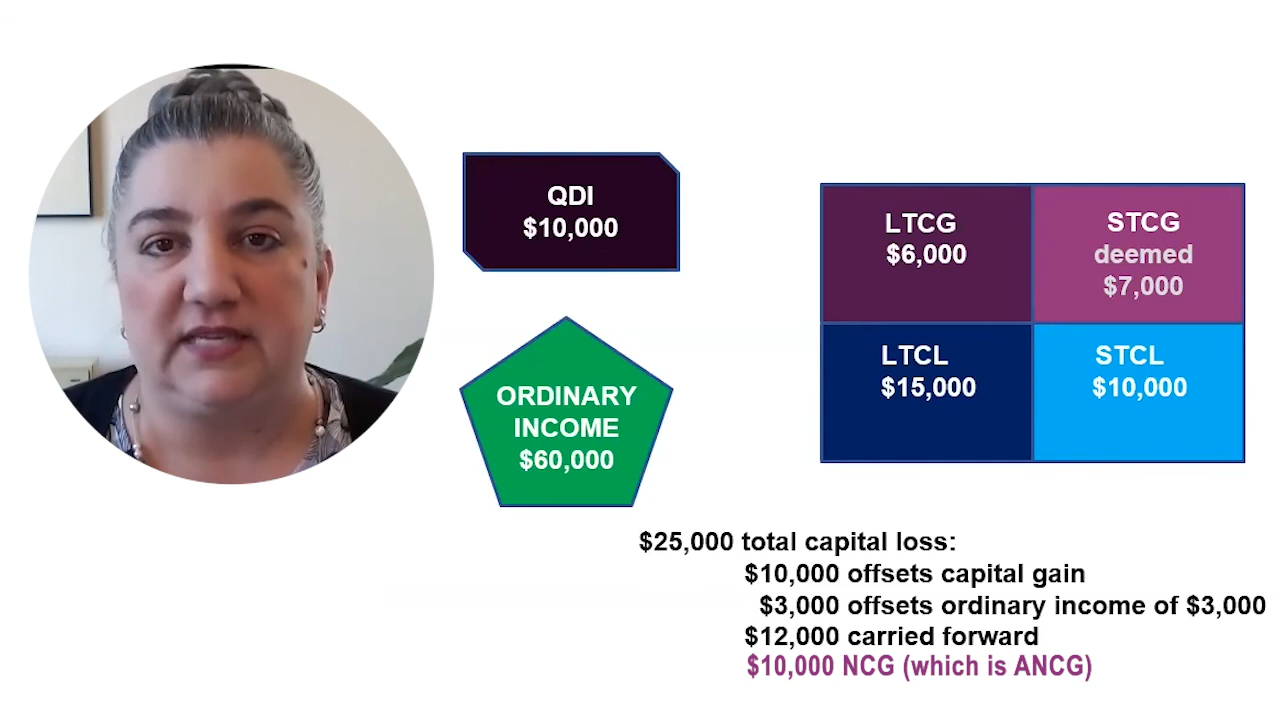 QDI
$10,000
ORDINARY
INCOME
$60,000
LTCG
$6,000
STCG
deemed
$7,000
LTCL
$15,000
STCL
$10,000
$25,000 total capital loss:
$10,000 offsets capital gain
$3,000 offsets ordinary income of $3,000
$12,000 carried forward
$10,000 NCG (which is ANCG)